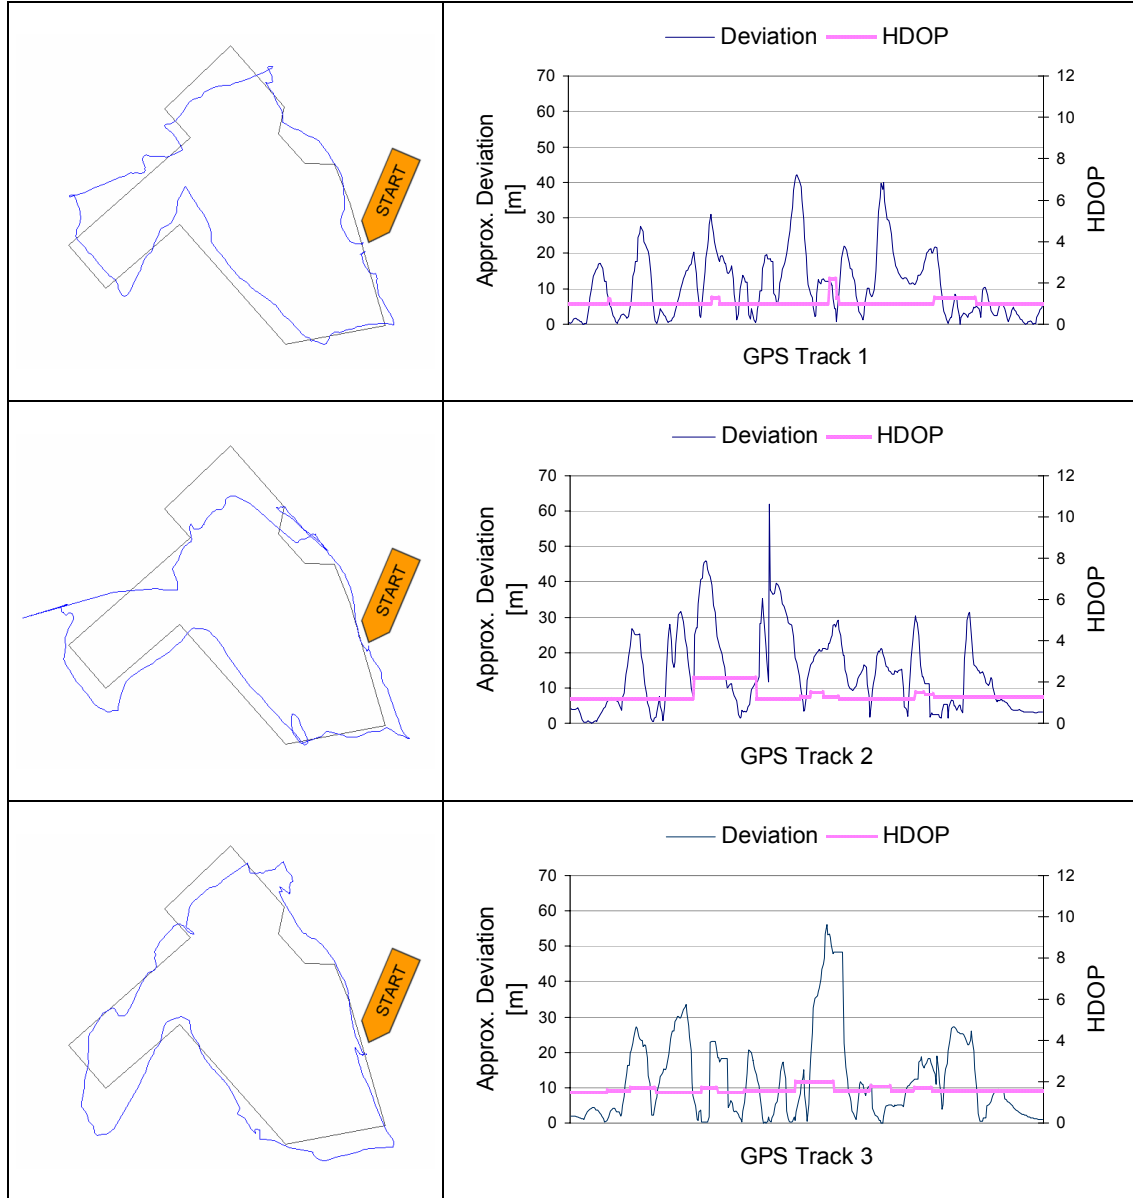 START
Deviation HDOP
70 12
60 10
50 8
40
30 6
20 4
10 2
0 0
Approx. Deviation
[m]
HDOP
GPS Track 1
START
Deviation HDOP
70 12
60 10
50 8
40
30 6
20 4
10 2
0 0
Approx. Deviation
[m]
HDOP
GPS Track 2
START
Deviation HDOP
70 12
60 10
50 8
40
30 6
20 4
10 2
0 0
Approx. Deviation
[m]
HDOP
GPS Track 3